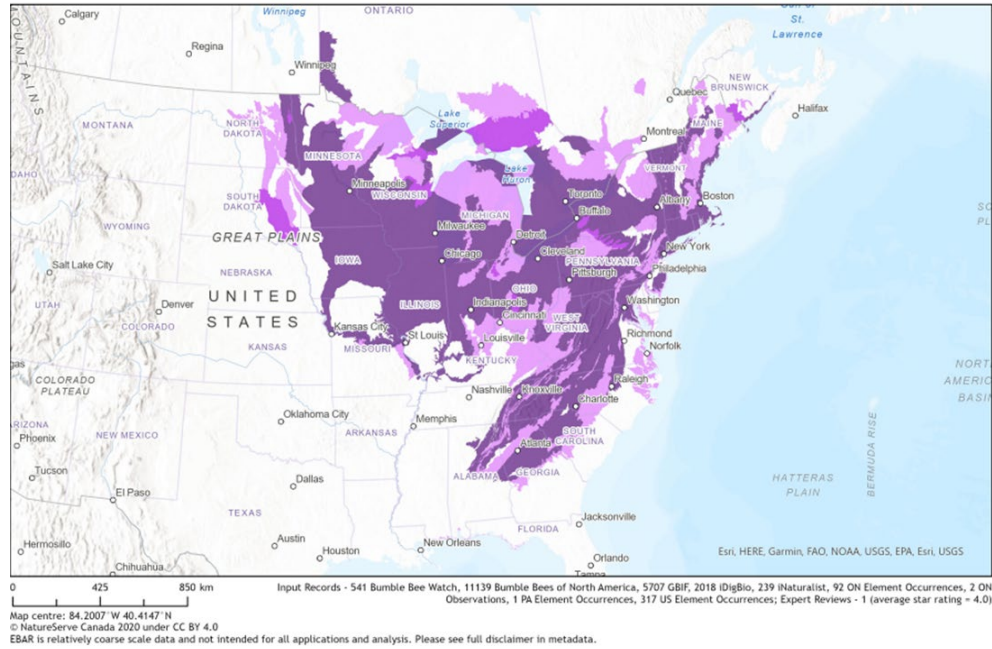 Winnipeg
ONTARIO
Gulf of
St.
Lawrence
Calgary
Regina
Winnipeg
Quebec
NEW
BRUNSWICK
Halifax
MOUNTAINS
Lake
Superior
MONTANA
NORTH
DAKOTA
MAINE
Montreal
MINNESOTA
VERMONT
Lake
Huron
IDAHO
Minneapolis
WISCONSIN
Toronto
Boston
SOUTH
DAKOTA
Albany
Buffalo
MICHIGAN
WYOMING
Milwaukee
GREAT PLAINS
Detroit
New York
Chicago
Cleveland
PENNSYLVANIA
IOWA
Salt Lake City
NEBRASKA
Pittsburgh
Philadelphia
OHIO
UNITED
STATES
UTAH
Denver
ILLINOIS
Indianapolis
Washington
COLORADO
Cincinnati
WEST
VIRGINIA
Kansas City
St Louis
Richmond
KANSAS
MISSOURI
Louisville
Norfolk
KENTUCKY
COLORADO
PLATEAU
Nashville
Knoxville
Raleigh
NORTH
AMERIC
BASIN
Charlotte
Oklahoma City
Memphis
ARIZONA
Phoenix
NEW MEXICO
ARKANSAS
SOUTH
CAROLINA
Atlanta
BERMUDA RISE
Tucson
ALABAMA
GEORGIA
HATTERAS
PLAIN
Dallas
El Paso
TEXAS
Jacksonville
FLORIDA
Hermosillo
Austin
Houston
New Orleans
Orlando
Chihuahua
Tampa
Esri, HERE, Garmin, FAO, NOAA, USGS, EPA, Esri, USGS
0 425 850 km
Input Records - 541 Bumble Bee Watch, 11139 Bumble Bees of North America, 5707 GBIF, 2018 iDigBio, 239 iNaturalist, 92 ON Element Occurrences, 2 ON
Observations, 1 PA Element Occurrences, 317 US Element Occurrences; Expert Reviews - 1 (average star rating = 4.0)
Map centre: 84.2007°W 40.4147°N
© NatureServe Canada 2020 under CC BY 4.0
EBAR is relatively coarse scale data and not intended for all applications and analysis. Please see full disclaimer in metadata.